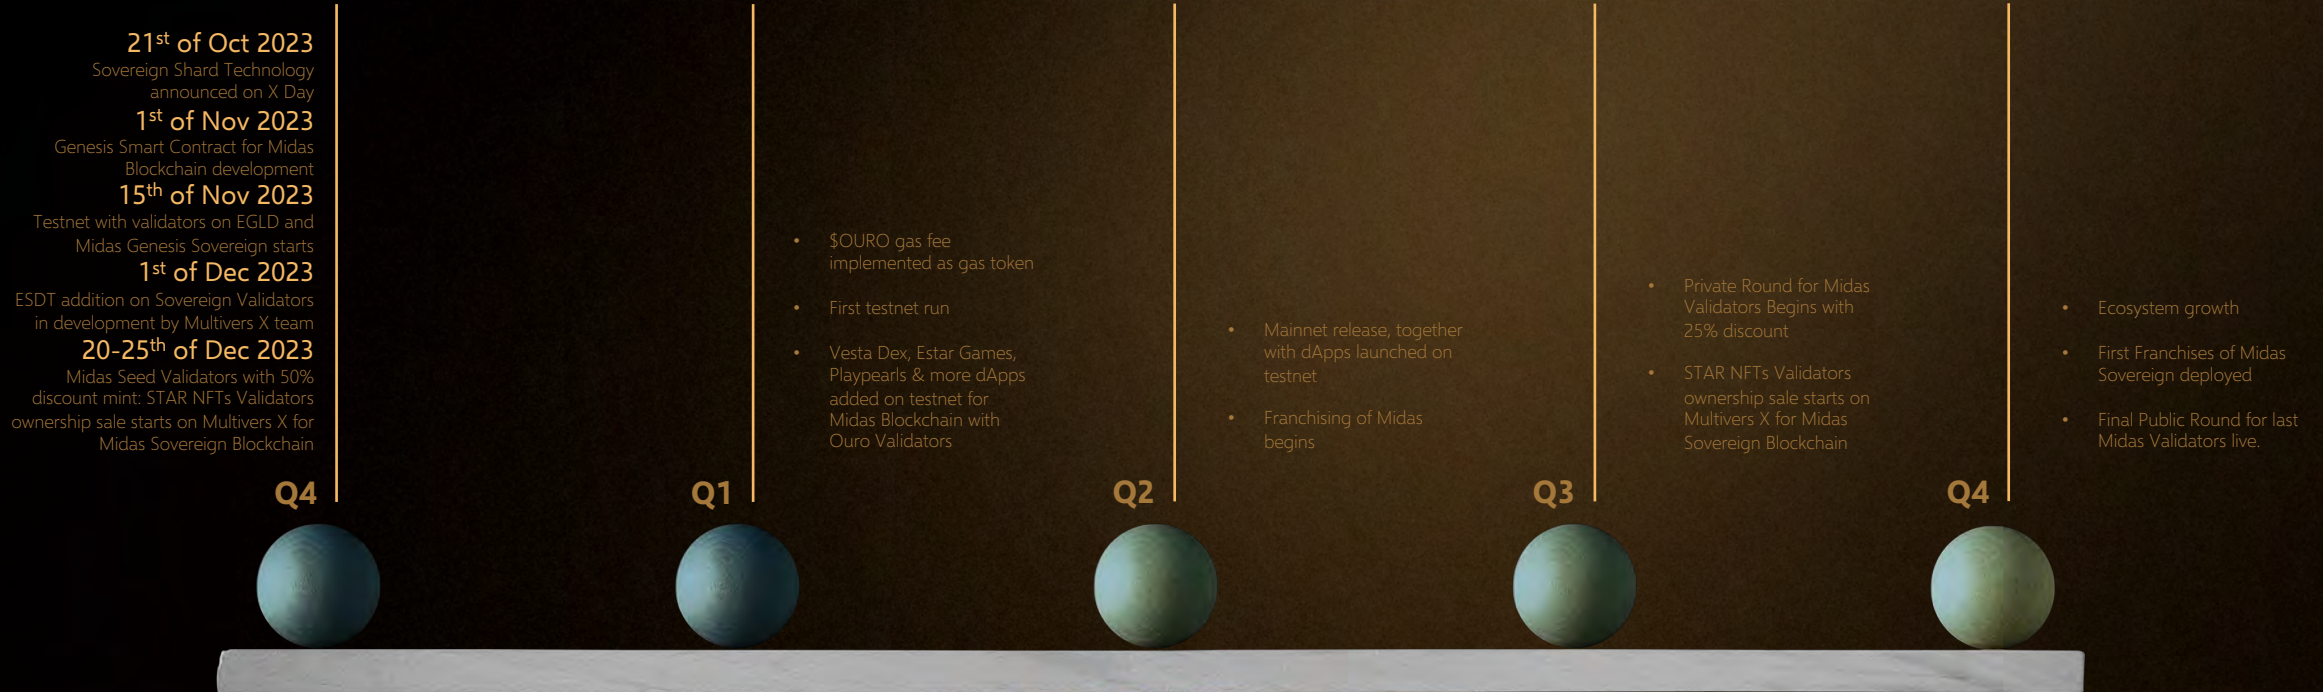 21st of Oct 2023
Sovereign Shard Technology
announced on X Day
1st of Nov 2023
Genesis Smart Contract for Midas
Blockchain development
15th of Nov 2023
Testnet with validators on EGLD and
Midas Genesis Sovereign starts
1st of Dec 2023
ESDT addition on Sovereign Validators
in development by Multivers X team
20-25th of Dec 2023
Midas Seed Validators with 50%
discount mint: STAR NFTs Validators
ownership sale starts on Multivers X for
Midas Sovereign Blockchain
Q4
• $OURO gas fee
implemented as gas token
• First testnet run
• Vesta Dex, Estar Games,
Playpearls & more dApps
added on testnet for
Midas Blockchain with
Ouro Validators
Q1
• Mainnet release, together
with dApps launched on
testnet
• Franchising of Midas
begins
Q2
• Private Round for Midas
Validators Begins with
25% discount
• STAR NFTs Validators
ownership sale starts on
Multivers X for Midas
Sovereign Blockchain
Q3
• Ecosystem growth
• First Franchises of Midas
Sovereign deployed
• Final Public Round for last
Midas Validators live.
Q4